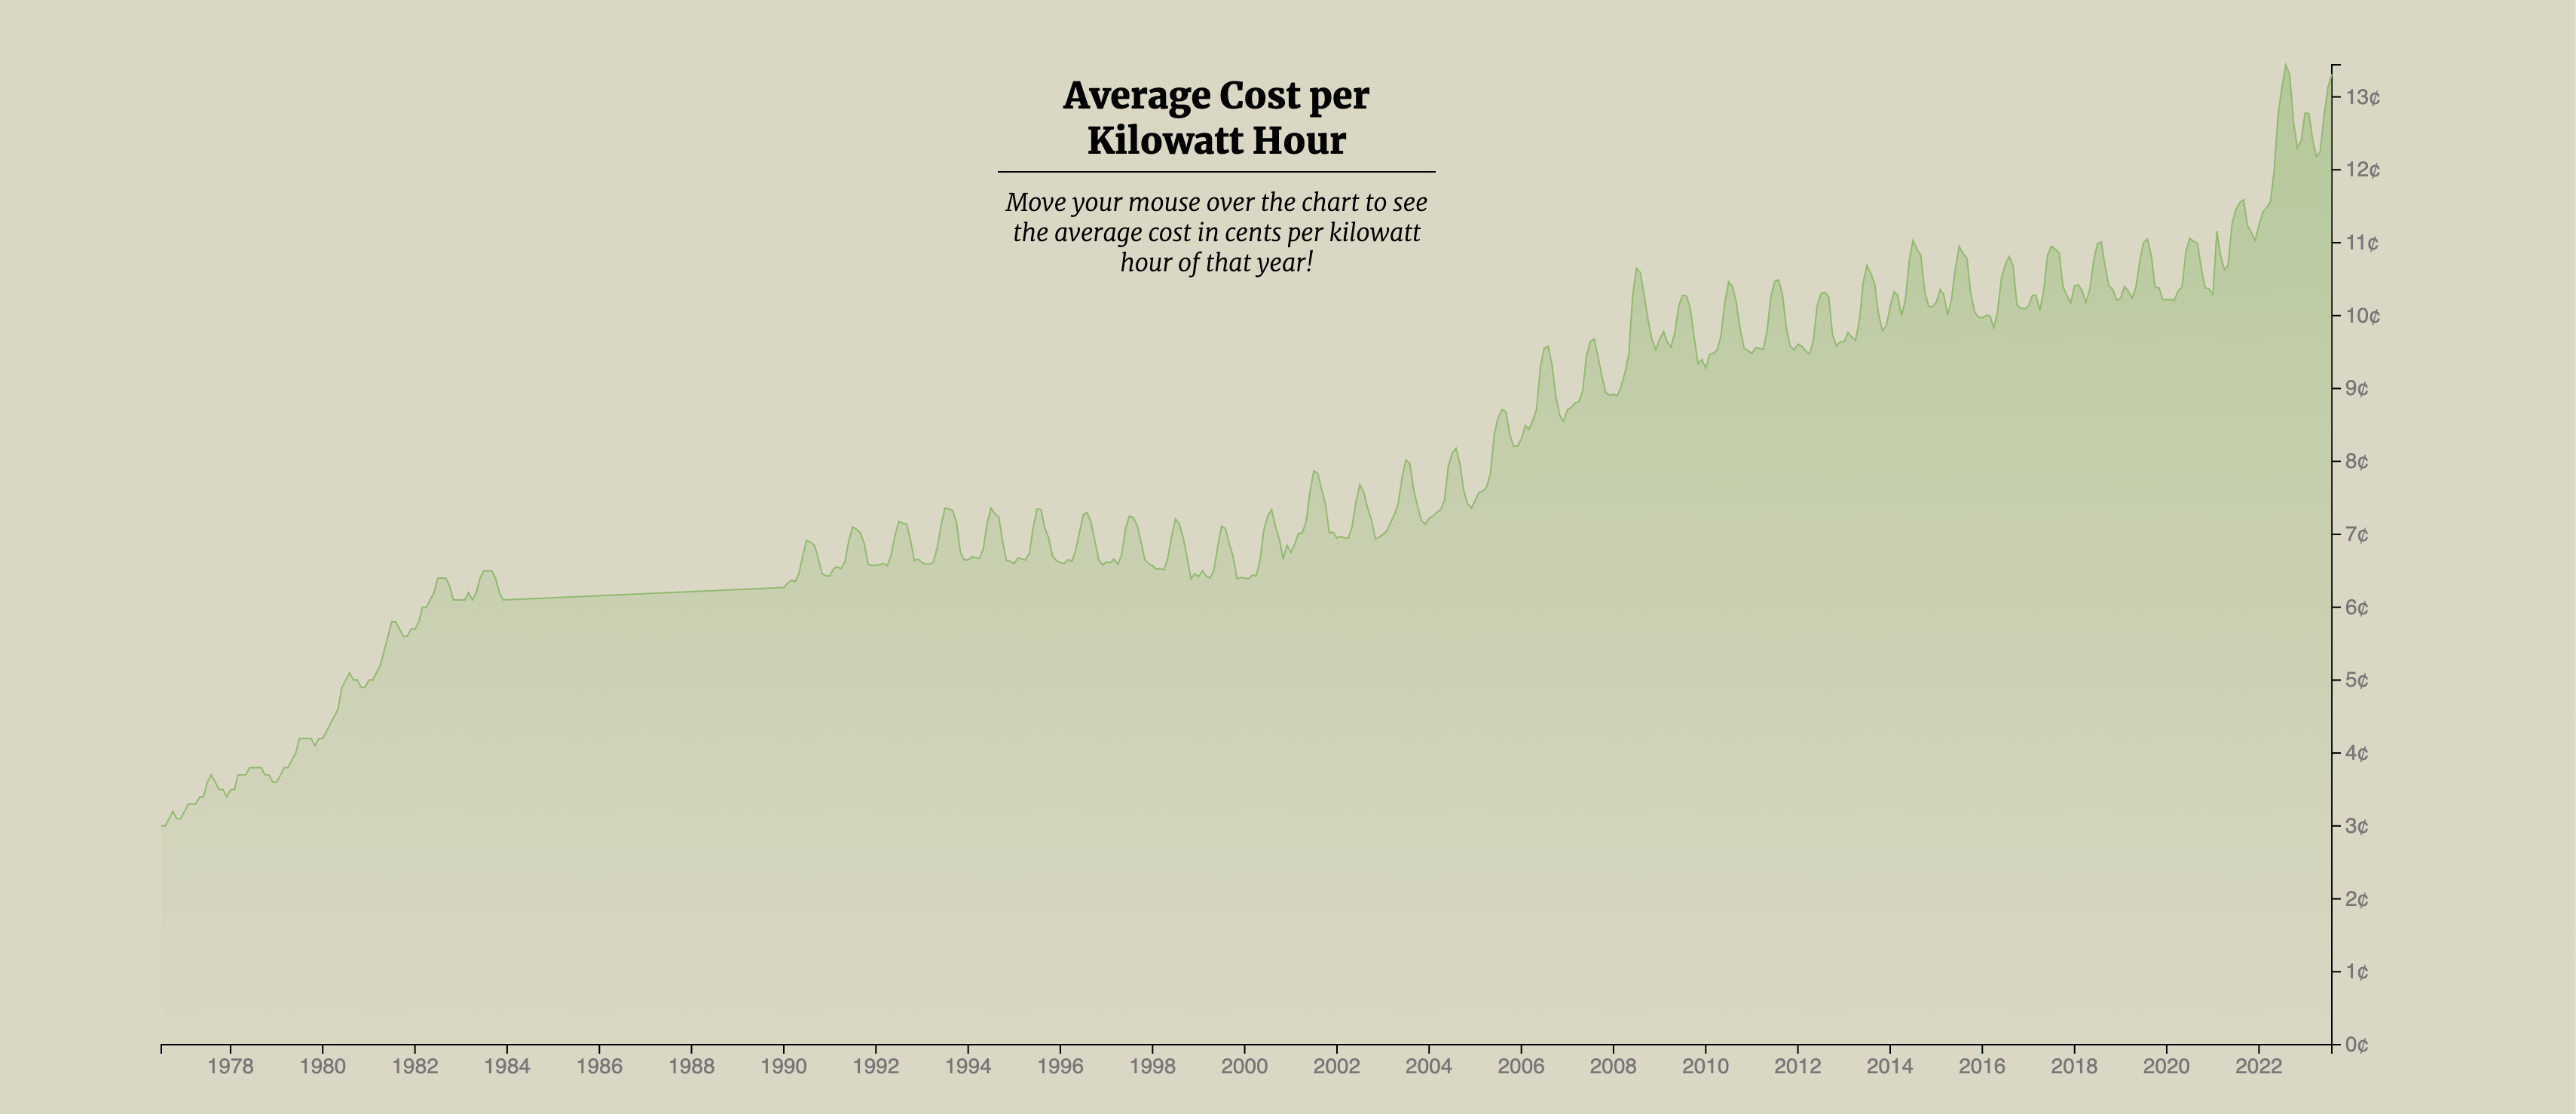 Average Cost per
Kilowatt Hour
Move your mouse over the chart to see
the average cost in cents per kilowatt
hour of that year!
13¢
12¢
11¢
10¢
9¢
8¢
7¢
6¢
5¢
4¢
3¢
2¢
1¢
0¢
1978 1980 1982 1984 1986 1988 1990 1992 1994 1996 1998 2000 2002 2004 2006 2008 2010 2012 2014 2016 2018 2020 2022